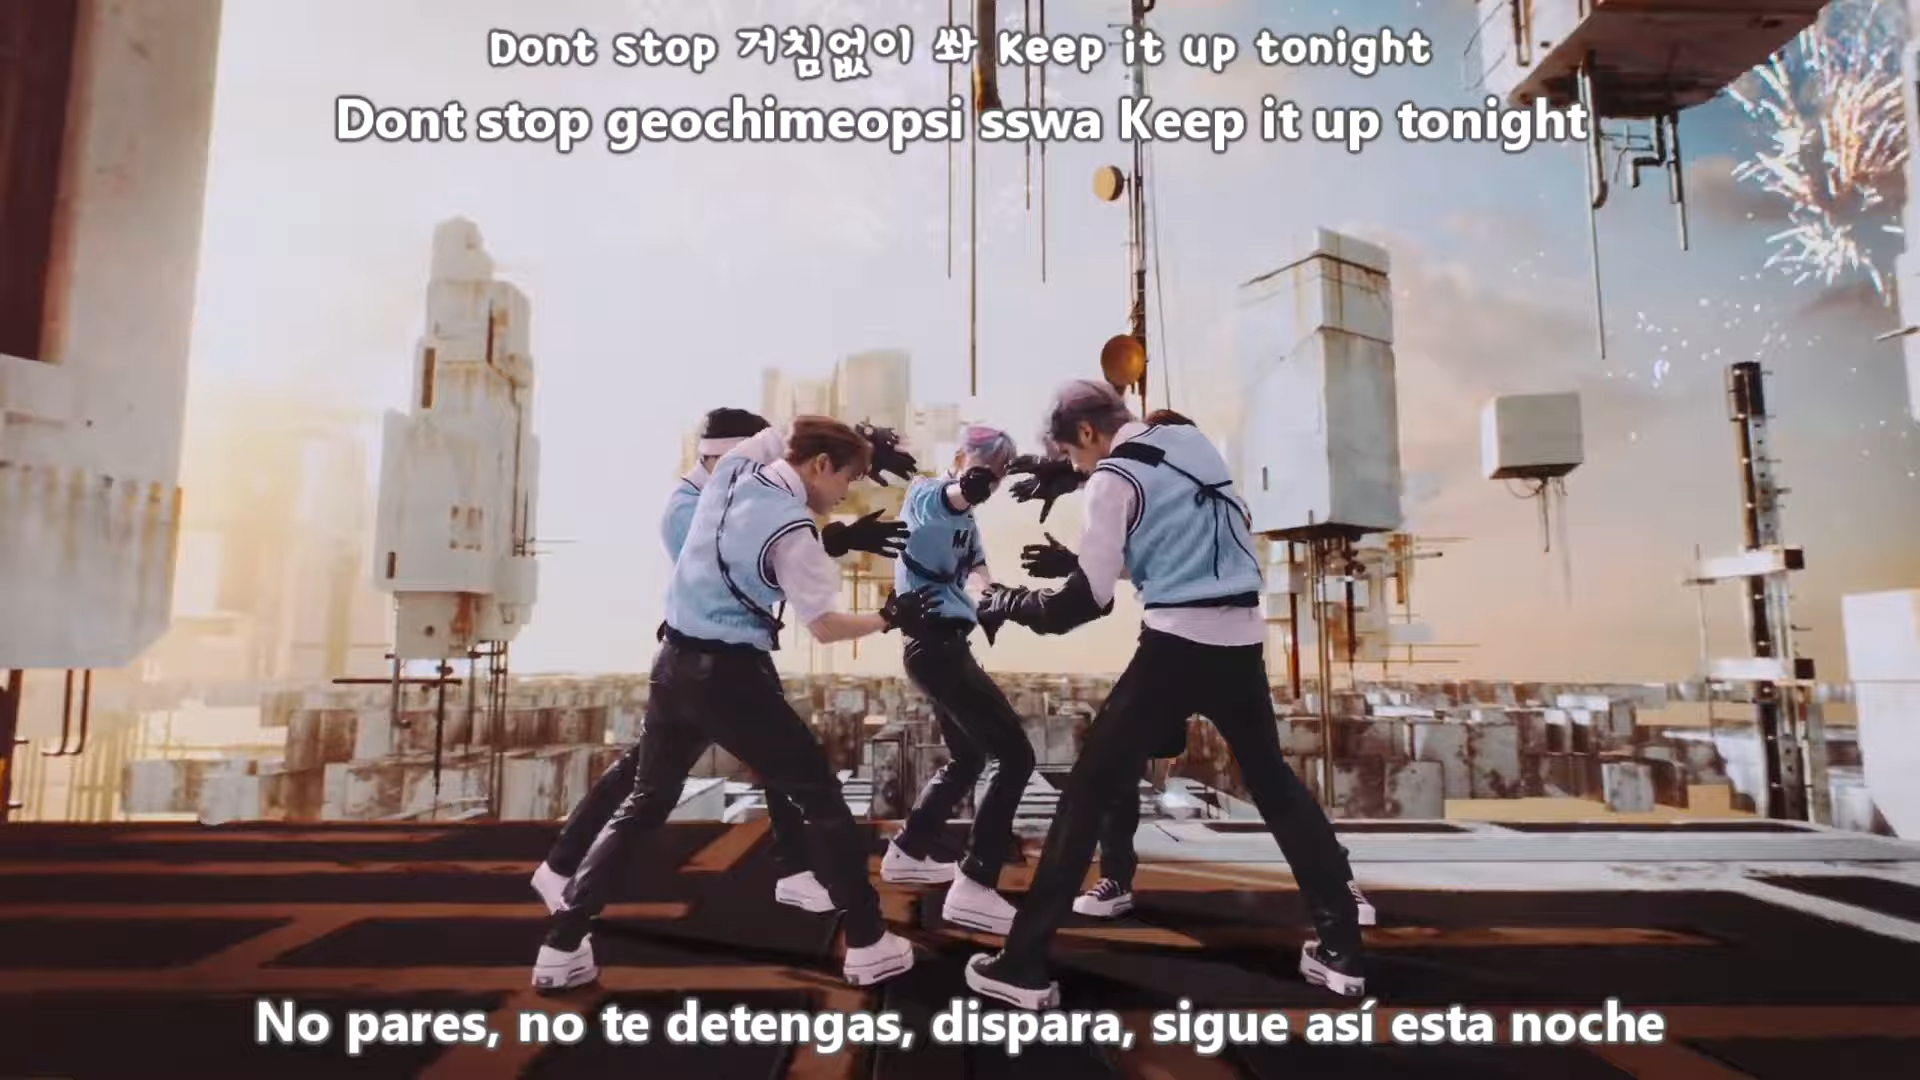 Dont stop 거침없이 쏴 Keep it up tonight
Dont stop geochimeopsi sswa Keep it up tonight
M
No pares, no te detengas, dispara, sigue así esta noche